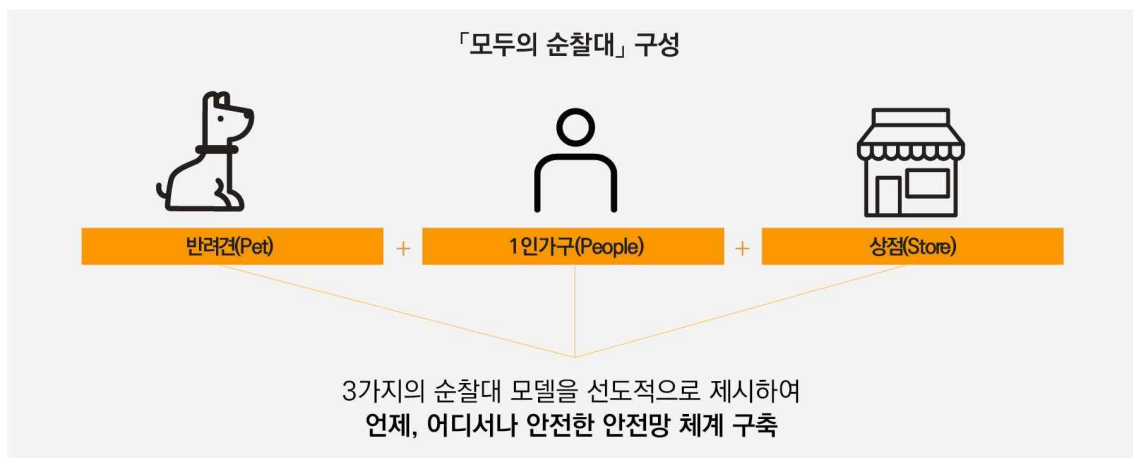 「모두의 순찰대」 구성
반려견(Pet) + 1인가구(People) + 상점(Store)
3가지의 순찰대 모델을 선도적으로 제시하여
언제, 어디서나 안전한 안전망 체계 구축